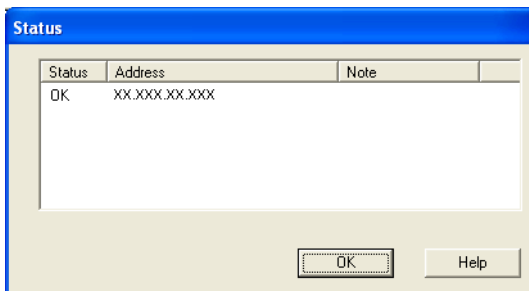 Status
Status Address Note
OK XX.XXX.XX.XXX
OK Help